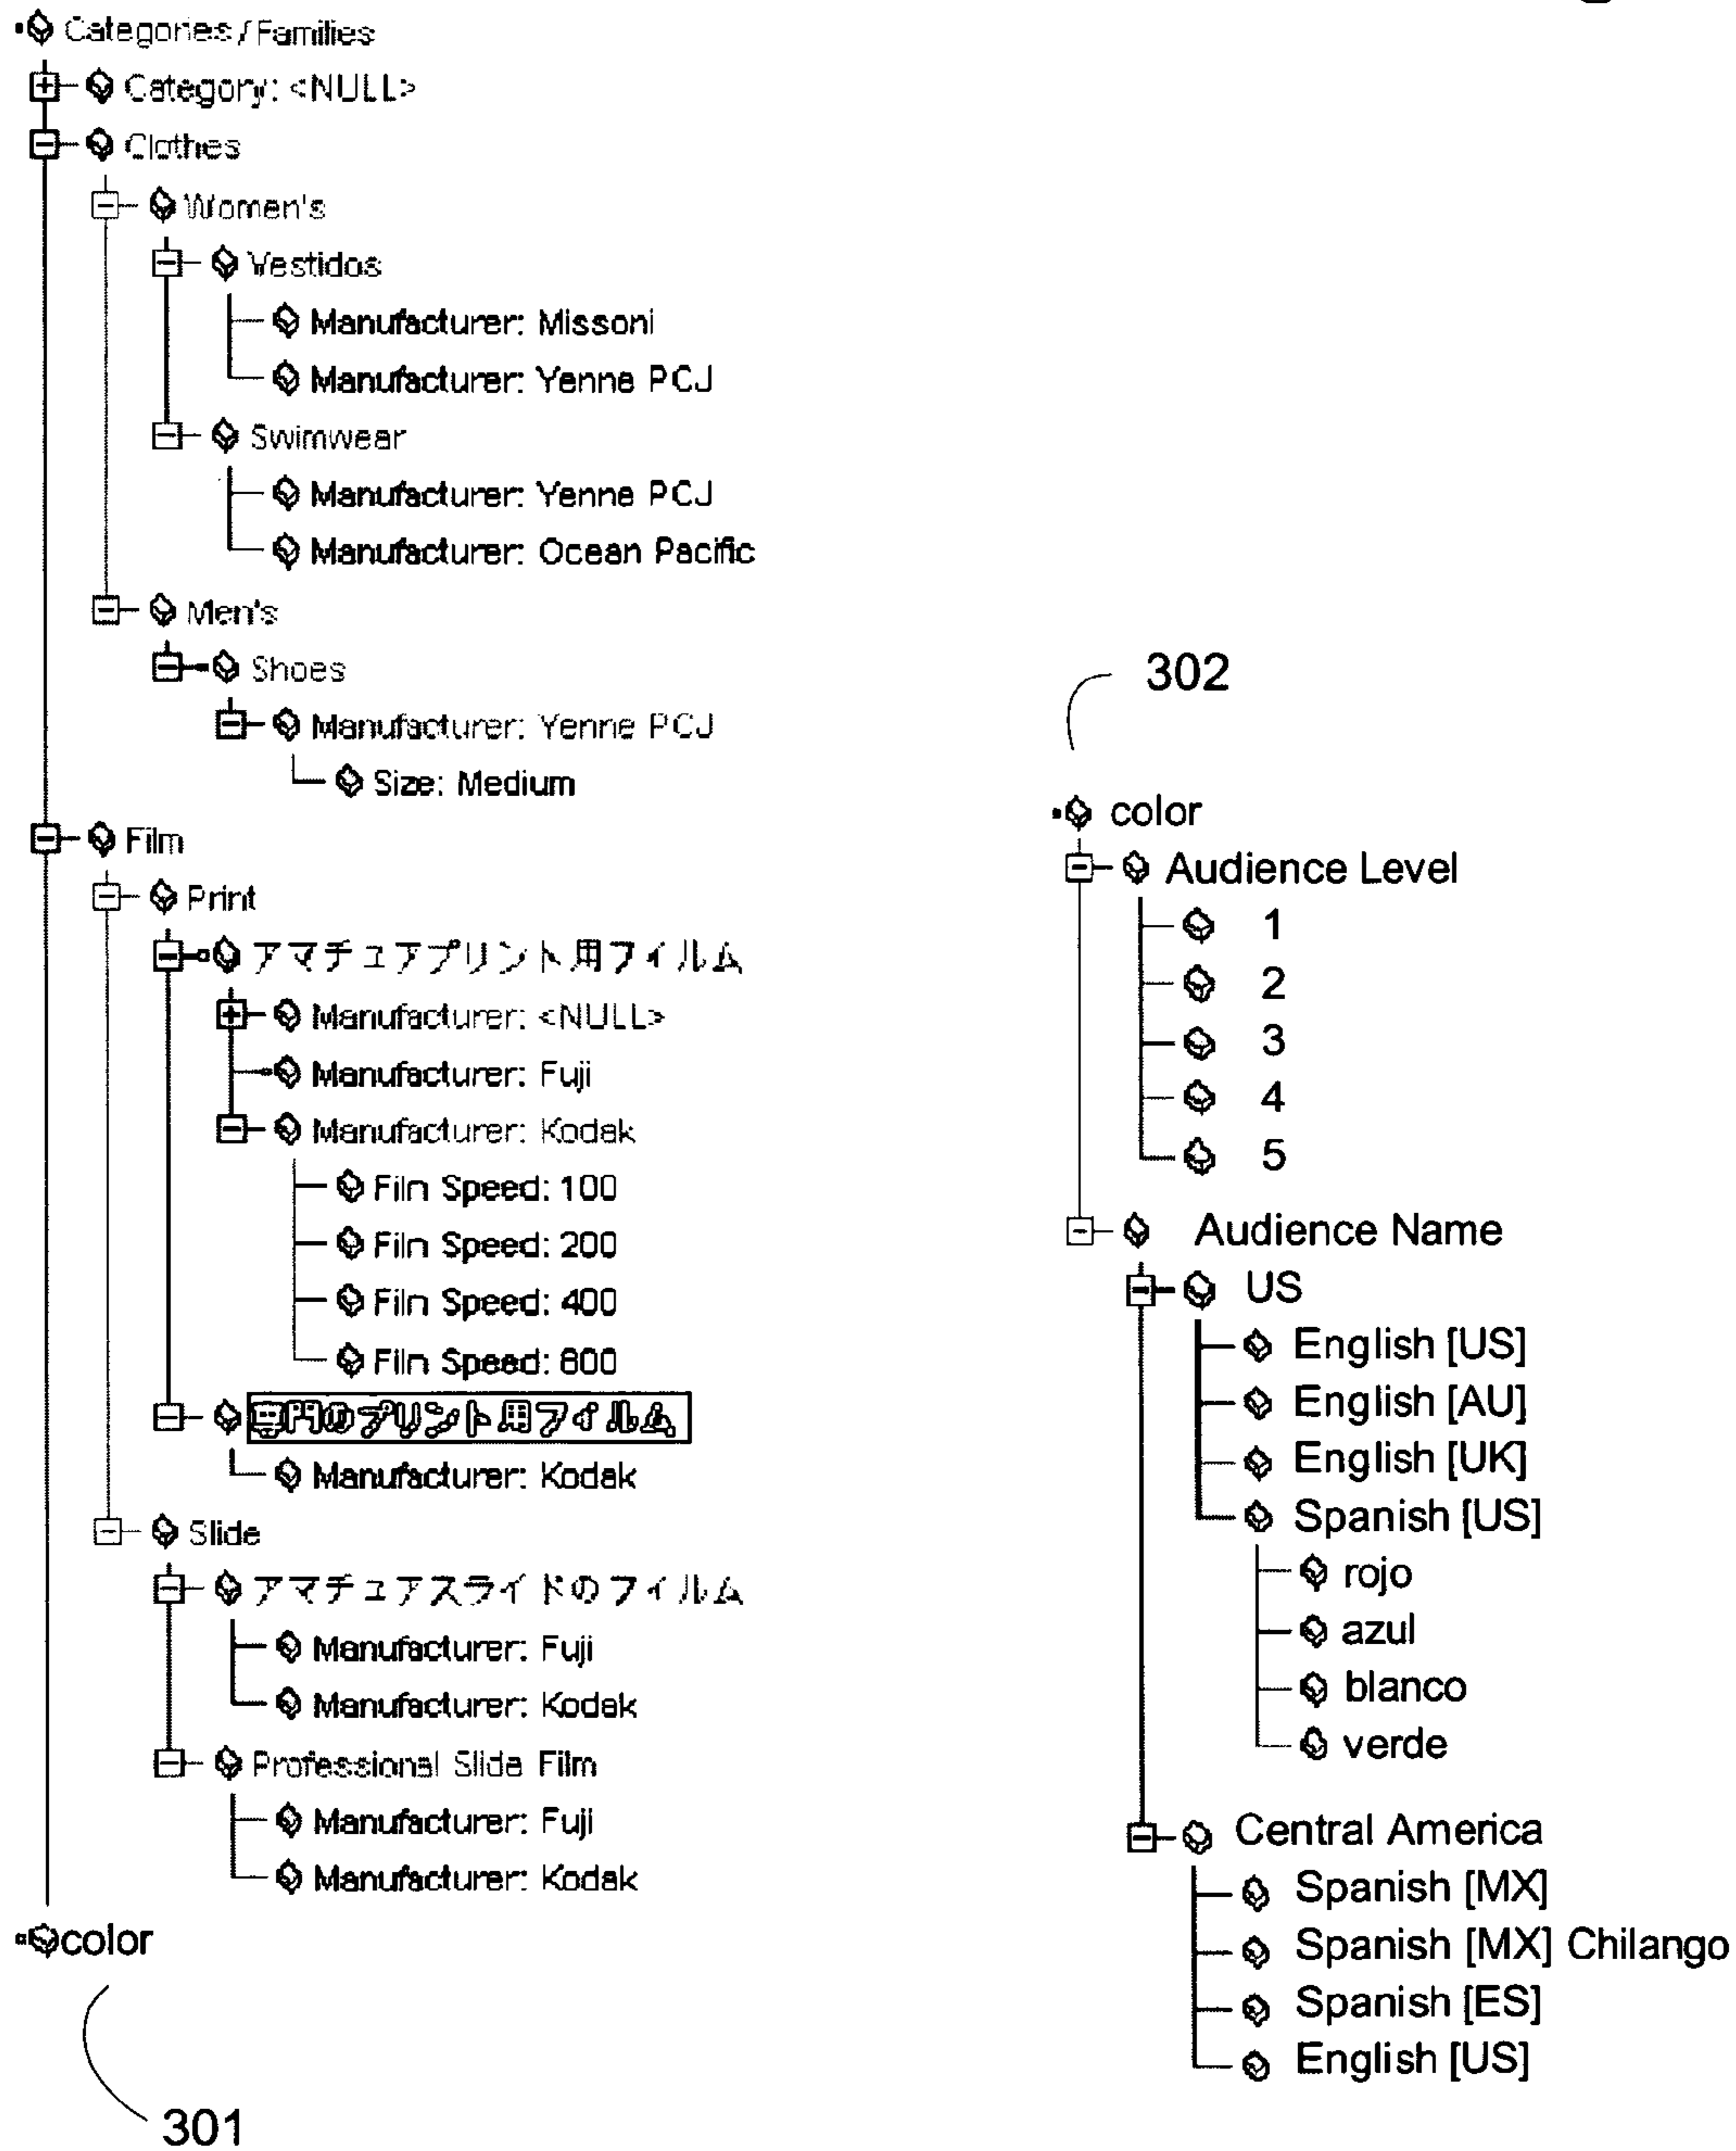 Categories / Families
Category: <NULL>
Clothes
Women's
Vestidos
Manufacturer: Missoni
Manufacturer: Yenne PCJ
Swimwear
Manufacturer: Yenne PCJ
Manufacturer: Ocean Pacific
Men's
Shoes
Manufacturer: Yenne PCJ
Size: Medium
Film
Print
アマチュアプリント用フィルム
Manufacturer: <NULL>
Manufacturer: Fuji
Manufacturer: Kodak
Film Speed: 100
Film Speed: 200
Film Speed: 400
Film Speed: 800
専門のプリント用フィルム
Manufacturer: Kodak
Slide
アマチュアスライドのフィルム
Manufacturer: Fuji
Manufacturer: Kodak
Professional Slide Film
Manufacturer: Fuji
Manufacturer: Kodak
color
301
302
color
Audience Level
1
2
3
4
5
Audience Name
US
English [US]
English [AU]
English [UK]
Spanish [US]
rojo
azul
blanco
verde
Central America
Spanish [MX]
Spanish [MX] Chilango
Spanish [ES]
English [US]